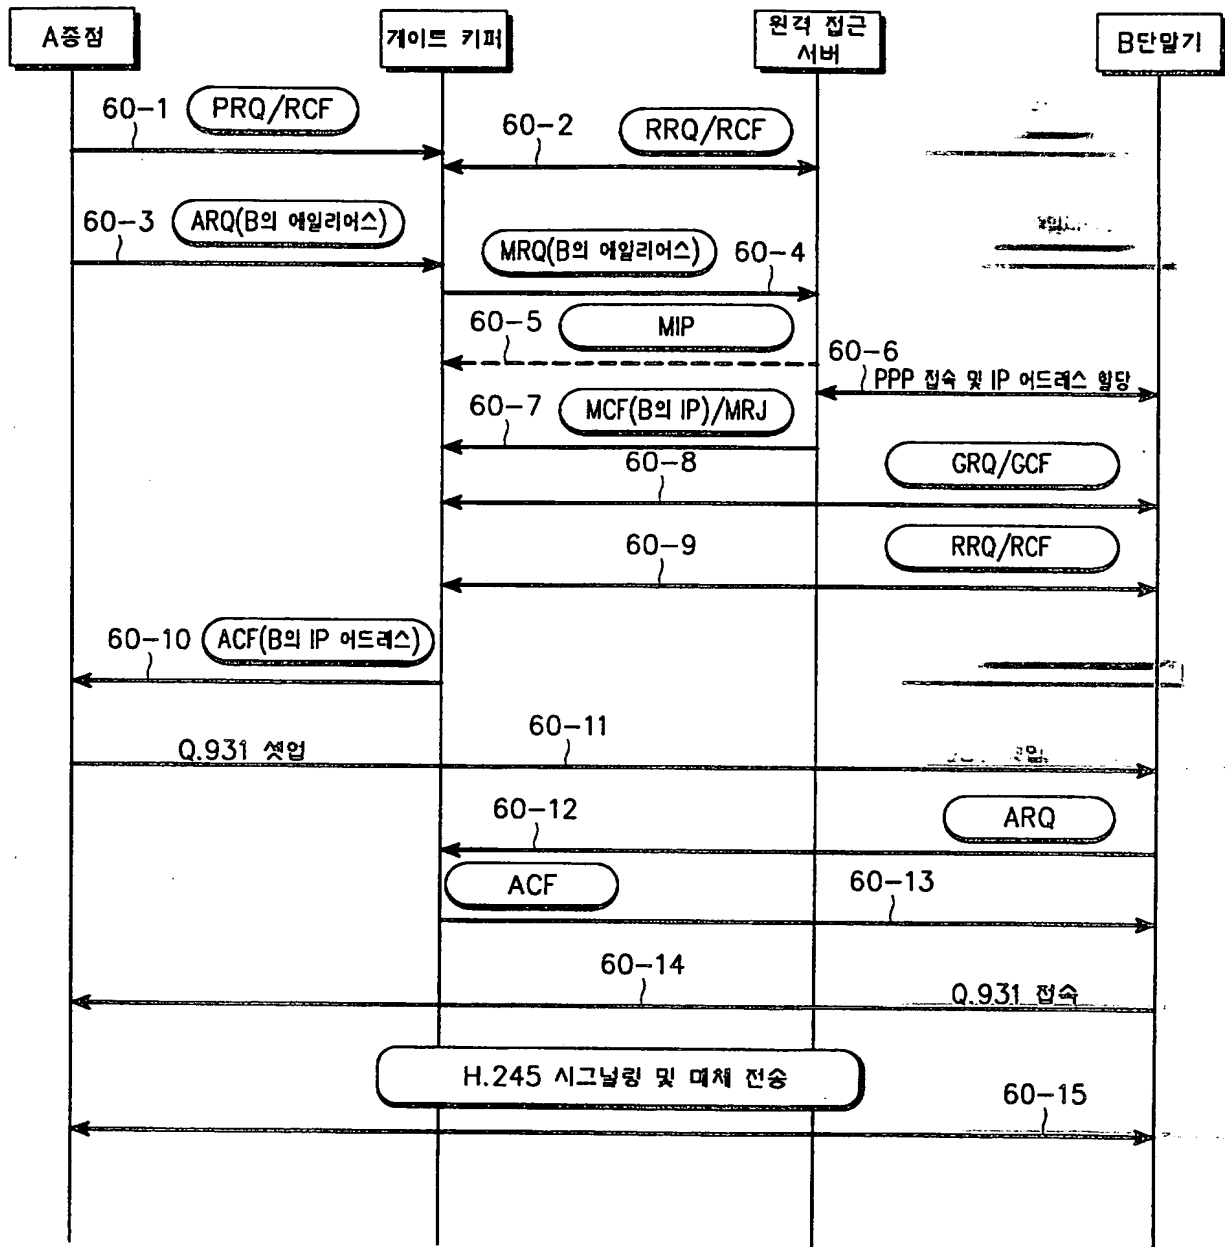 A종점
게이트 키퍼
원격 접근
서버
B단말기
60-1
PRQ/RCF
60-2
RRQ/RCF
60-3
ARQ(B의 에일리어스)
MRQ(B의 에일리어스)
60-4
60-5
MIP
60-6
PPP 접속 및 IP 어드레스 할당
60-7
MCF(B의 IP)/MRJ
60-8
GRQ/GCF
60-9
RRQ/RCF
60-10
ACF(B의 IP 어드레스)
60-11
Q.931 셋업
60-12
ARQ
ACF
60-13
60-14
Q.931 접속
H.245 시그널링 및 매체 전송
60-15